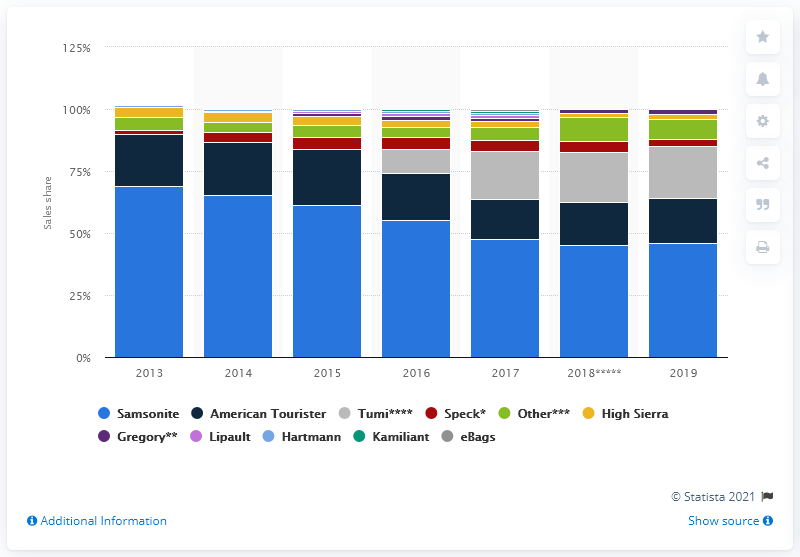 125%
100%
75%
50%
25%
0%
Sales share
2013 2014 2015 2016 2017 2018***** 2019
Samsonite American Tourister Tumi**** Speck* Other*** High Sierra
Gregory** Lipault Hartmann Kamiliant eBags
© Statista 2021
Additional Information Show source